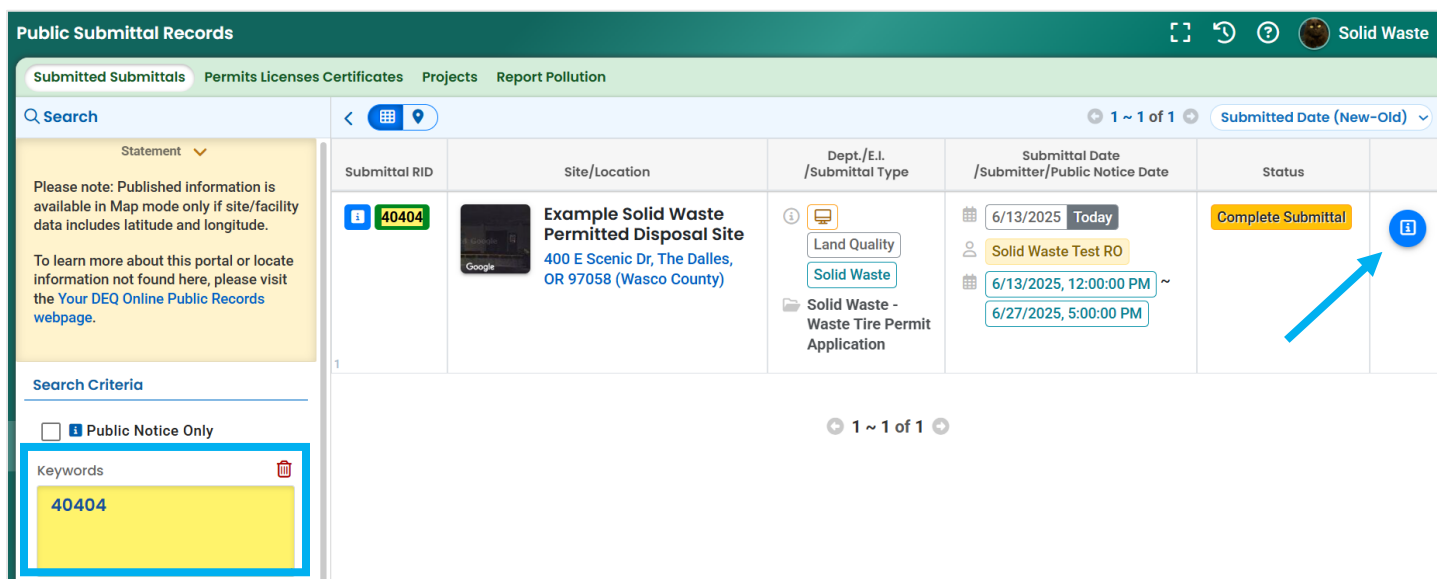 Public Submittal Records
Solid Waste
Submitted Submittals Permits Licenses Certificates Projects Report Pollution
Search
1 ~ 1 of 1
Submitted Date (New-Old)
Statement
Please note: Published information is
available in Map mode only if site/facility
data includes latitude and longitude.
To learn more about this portal or locate
information not found here, please visit
the Your DEQ Online Public Records
webpage.
Search Criteria
Public Notice Only
Keywords
40404
Submittal RID
Site/Location
Dept./E.I.
/Submittal Type
Submittal Date
/Submitter/Public Notice Date
Status
40404
Google
Example Solid Waste
Permitted Disposal Site
400 E Scenic Dr, The Dalles,
OR 97058 (Wasco County)
Land Quality
Solid Waste
Solid Waste -
Waste Tire Permit
Application
6/13/2025 Today
Solid Waste Test RO
6/13/2025, 12:00:00 PM ~
6/27/2025, 5:00:00 PM
Complete Submittal
1
1 ~ 1 of 1